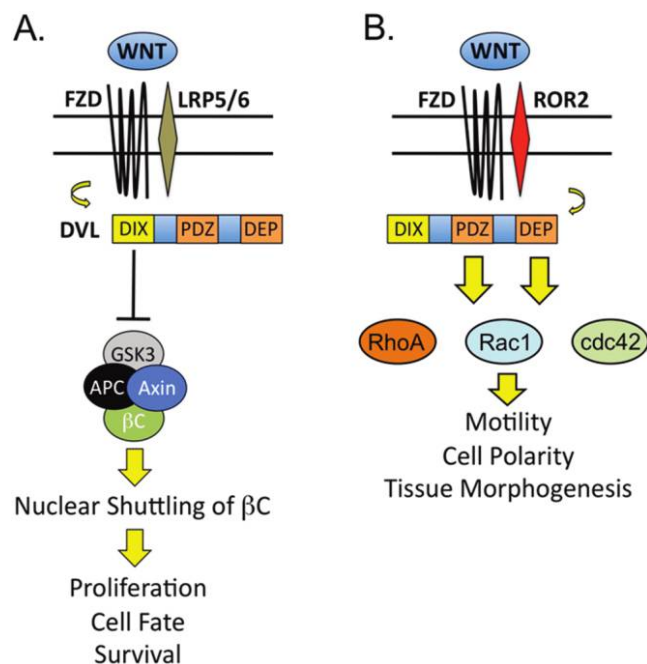 A.
WNT
FZD LRP5/6
DVL DIX PDZ DEP
GSK3
APC Axin
βC
Nuclear Shuttling of βC
Proliferation
Cell Fate
Survival
B.
WNT
FZD ROR2
DIX PDZ DEP
RhoA Rac1 cdc42
Motility
Cell Polarity
Tissue Morphogenesis